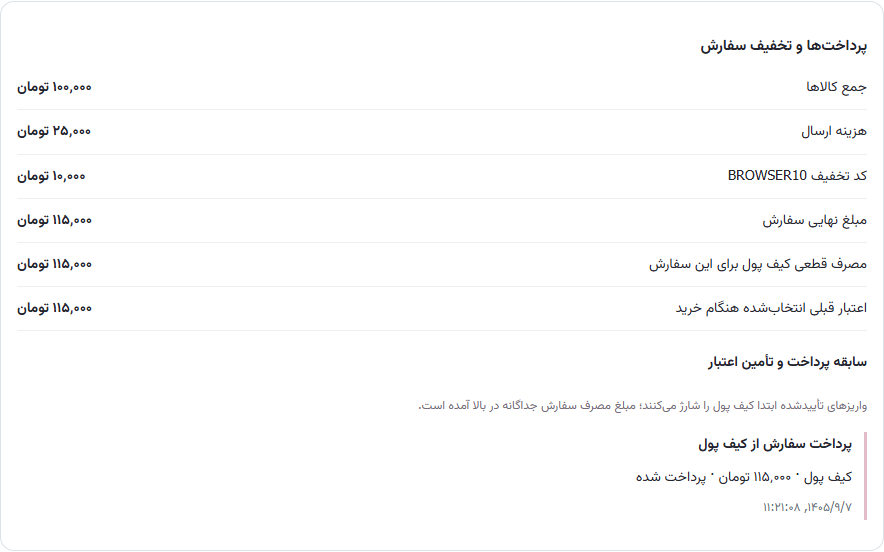 پرداخت‌ها و تخفیف سفارش
جمع کالاها ۱۰۰,۰۰۰ تومان
هزینه ارسال ۲۵,۰۰۰ تومان
کد تخفیف BROWSER10 ۱۰,۰۰۰ تومان
مبلغ نهایی سفارش ۱۱۵,۰۰۰ تومان
مصرف قطعی کیف پول برای این سفارش ۱۱۵,۰۰۰ تومان
اعتبار قبلی انتخاب‌شده هنگام خرید ۱۱۵,۰۰۰ تومان
سابقه پرداخت و تأمین اعتبار
واریزهای تأییدشده ابتدا کیف پول را شارژ می‌کنند؛ مبلغ مصرف سفارش جداگانه در بالا آمده است.
پرداخت سفارش از کیف پول
کیف پول · ۱۱۵,۰۰۰ تومان · پرداخت شده
۱۴۰۵/۹/۷, ۱۱:۲۱:۰۸